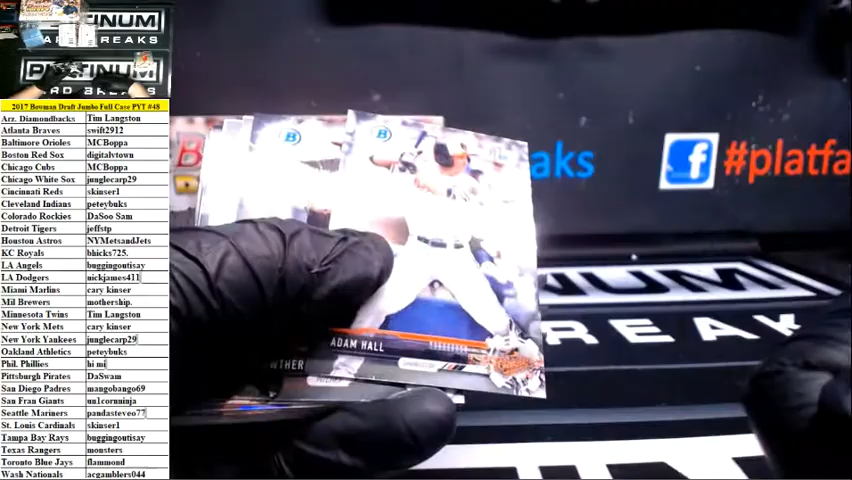 PLATINUM
CARD BREAKS
PLATINUM
CARD BREAKS
2017 Bowman Draft Jumbo Full Case PYT #48
Arz. Diamondbacks Tim Langston
Atlanta Braves swift2912
Baltimore Orioles MCBoppa
Boston Red Sox digitaltown
Chicago Cubs MCBoppa
Chicago White Sox junglecarp29
Cincinati Reds skinser1
Cleveland Indians peteybuks
Colorado Rockies DaSoo Sam
Detroit Tigers jeffstp
Houston Astros NYMetsandJets
KC Royals bhicks725.
LA Angels buggingoutisay
LA Dodgers nickjames411
Miami Marlins cary kinser
Mil Brewers mothership.
Minnesota Twins Tim Langston
New York Mets cary kinser
New York Yankees junglecarp29
Oakland Athletics peteybuks
Phil. Phillies hi mi
Pittsburgh Pirates DaSwam
San Diego Padres mangobango69
San Fran Giants un1cornninja
Seattle Mariners pandasteveo77
St. Louis Cardinals skinser1
Tampa Bay Rays buggingoutisay
Texas Rangers monsters
Toronto Blue Jays flammond
Wash Nationals acgamblers044
eaks
f
#platfa
ADAM HALL
WTHER
INUM
BREAKS